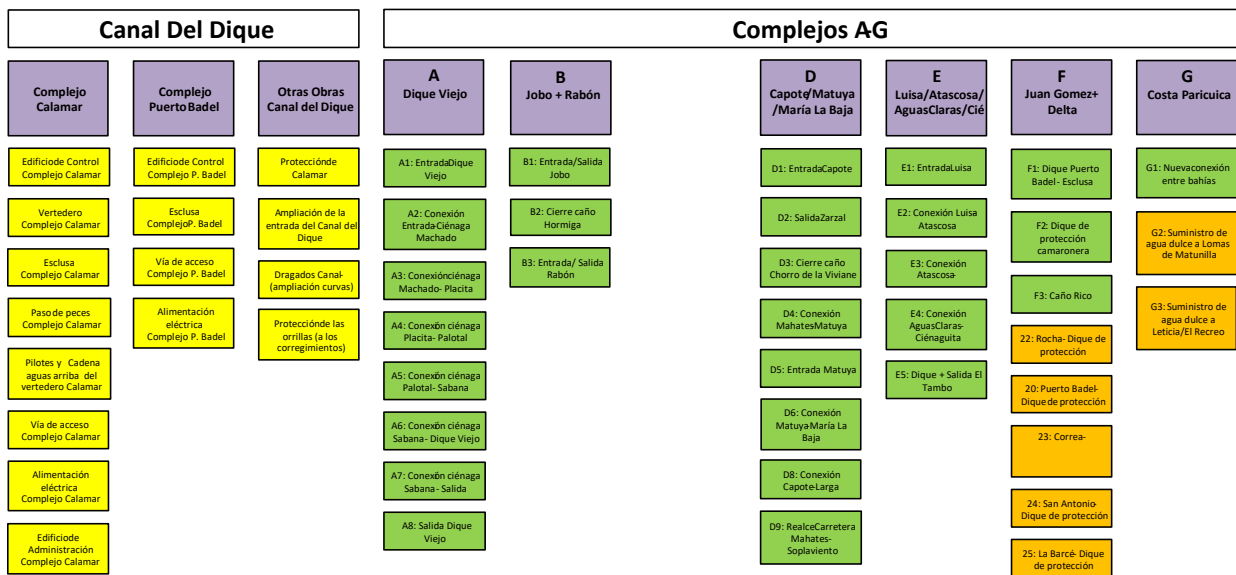 Canal Del Dique
Complejos A-G
Complejo
Calamar
Complejo
Puerto Badel
Otras Obras
Canal del Dique
A
Dique Viejo
B
Jobo + Rabón
D
Capote/Matuya
/María La Baja
E
Luisa/Atascosa/
AguasClaras/Cié
F
Juan Gomez+
Delta
G
Costa Paricuica
Edificiode Control
Complejo Calamar
Vertedero
Complejo Calamar
Esclusa
Complejo Calamar
Paso de peces
Complejo Calamar
Pilotes y Cadena
aguas arriba del
vertedero Calamar
Vía de acceso
Complejo Calamar
Alimentación
eléctrica
Complejo Calamar
Edificiode
Administración
Complejo Calamar
Edificiode Control
Complejo P. Badel
Esclusa
ComplejoP. Badel
Vía de acceso
Complejo P. Badel
Alimentación
eléctrica
Complejo P. Badel
Protecciónde
Calamar
Ampliación de la
entrada del Canal del
Dique
Dragados Canal-
(ampliación curvas)
Protecciónde las
orrillas (a los
corregimientos)
A1: EntradaDique
Viejo
A2: Conexión
Entrada-Ciénaga
Machado
A3: Conexiónciénaga
Machado- Placita
A4: Conexión ciénaga
Placita- Palotal
A5: Conexión ciénaga
Palotal- Sabana
A6: Conexión ciénaga
Sabana- Dique Viejo
A7: Conexión ciénaga
Sabana- Salida
A8: Salida Dique
Viejo
B1: Entrada/Salida
Jobo
B2: Cierre caño
Hormiga
B3: Entrada/ Salida
Rabón
D1: EntradaCapote
D2: SalidaZarzal
D3: Cierre caño
Chorro de la Viviane
D4: Conexión
MahatesMatuya
D5: Entrada Matuya
D6: Conexión
Matuya-María La
Baja
D8: Conexión
Capote-Larga
D9: RealceCarretera
Mahates-
Soplaviento
E1: EntradaLuisa
E2: Conexión Luisa
Atascosa
E3: Conexión
Atascosa-
E4: Conexión
AguasClaras-
Ciénaguita
E5: Dique + Salida El
Tambo
F1: Dique Puerto
Badel- Esclusa
F2: Dique de
protección
camaronera
F3: Caño Rico
22: Rocha- Dique de
protección
20: Puerto Badel-
Dique de protección
23: Correa-
24: San Antonio-
Dique de protección
25: La Barcé- Dique
de protección
G1: Nuevaconexión
entre bahías
G2: Suministro de
agua dulce a Lomas
de Matunilla
G3: Suministro de
agua dulce a
Leticia/El Recreo